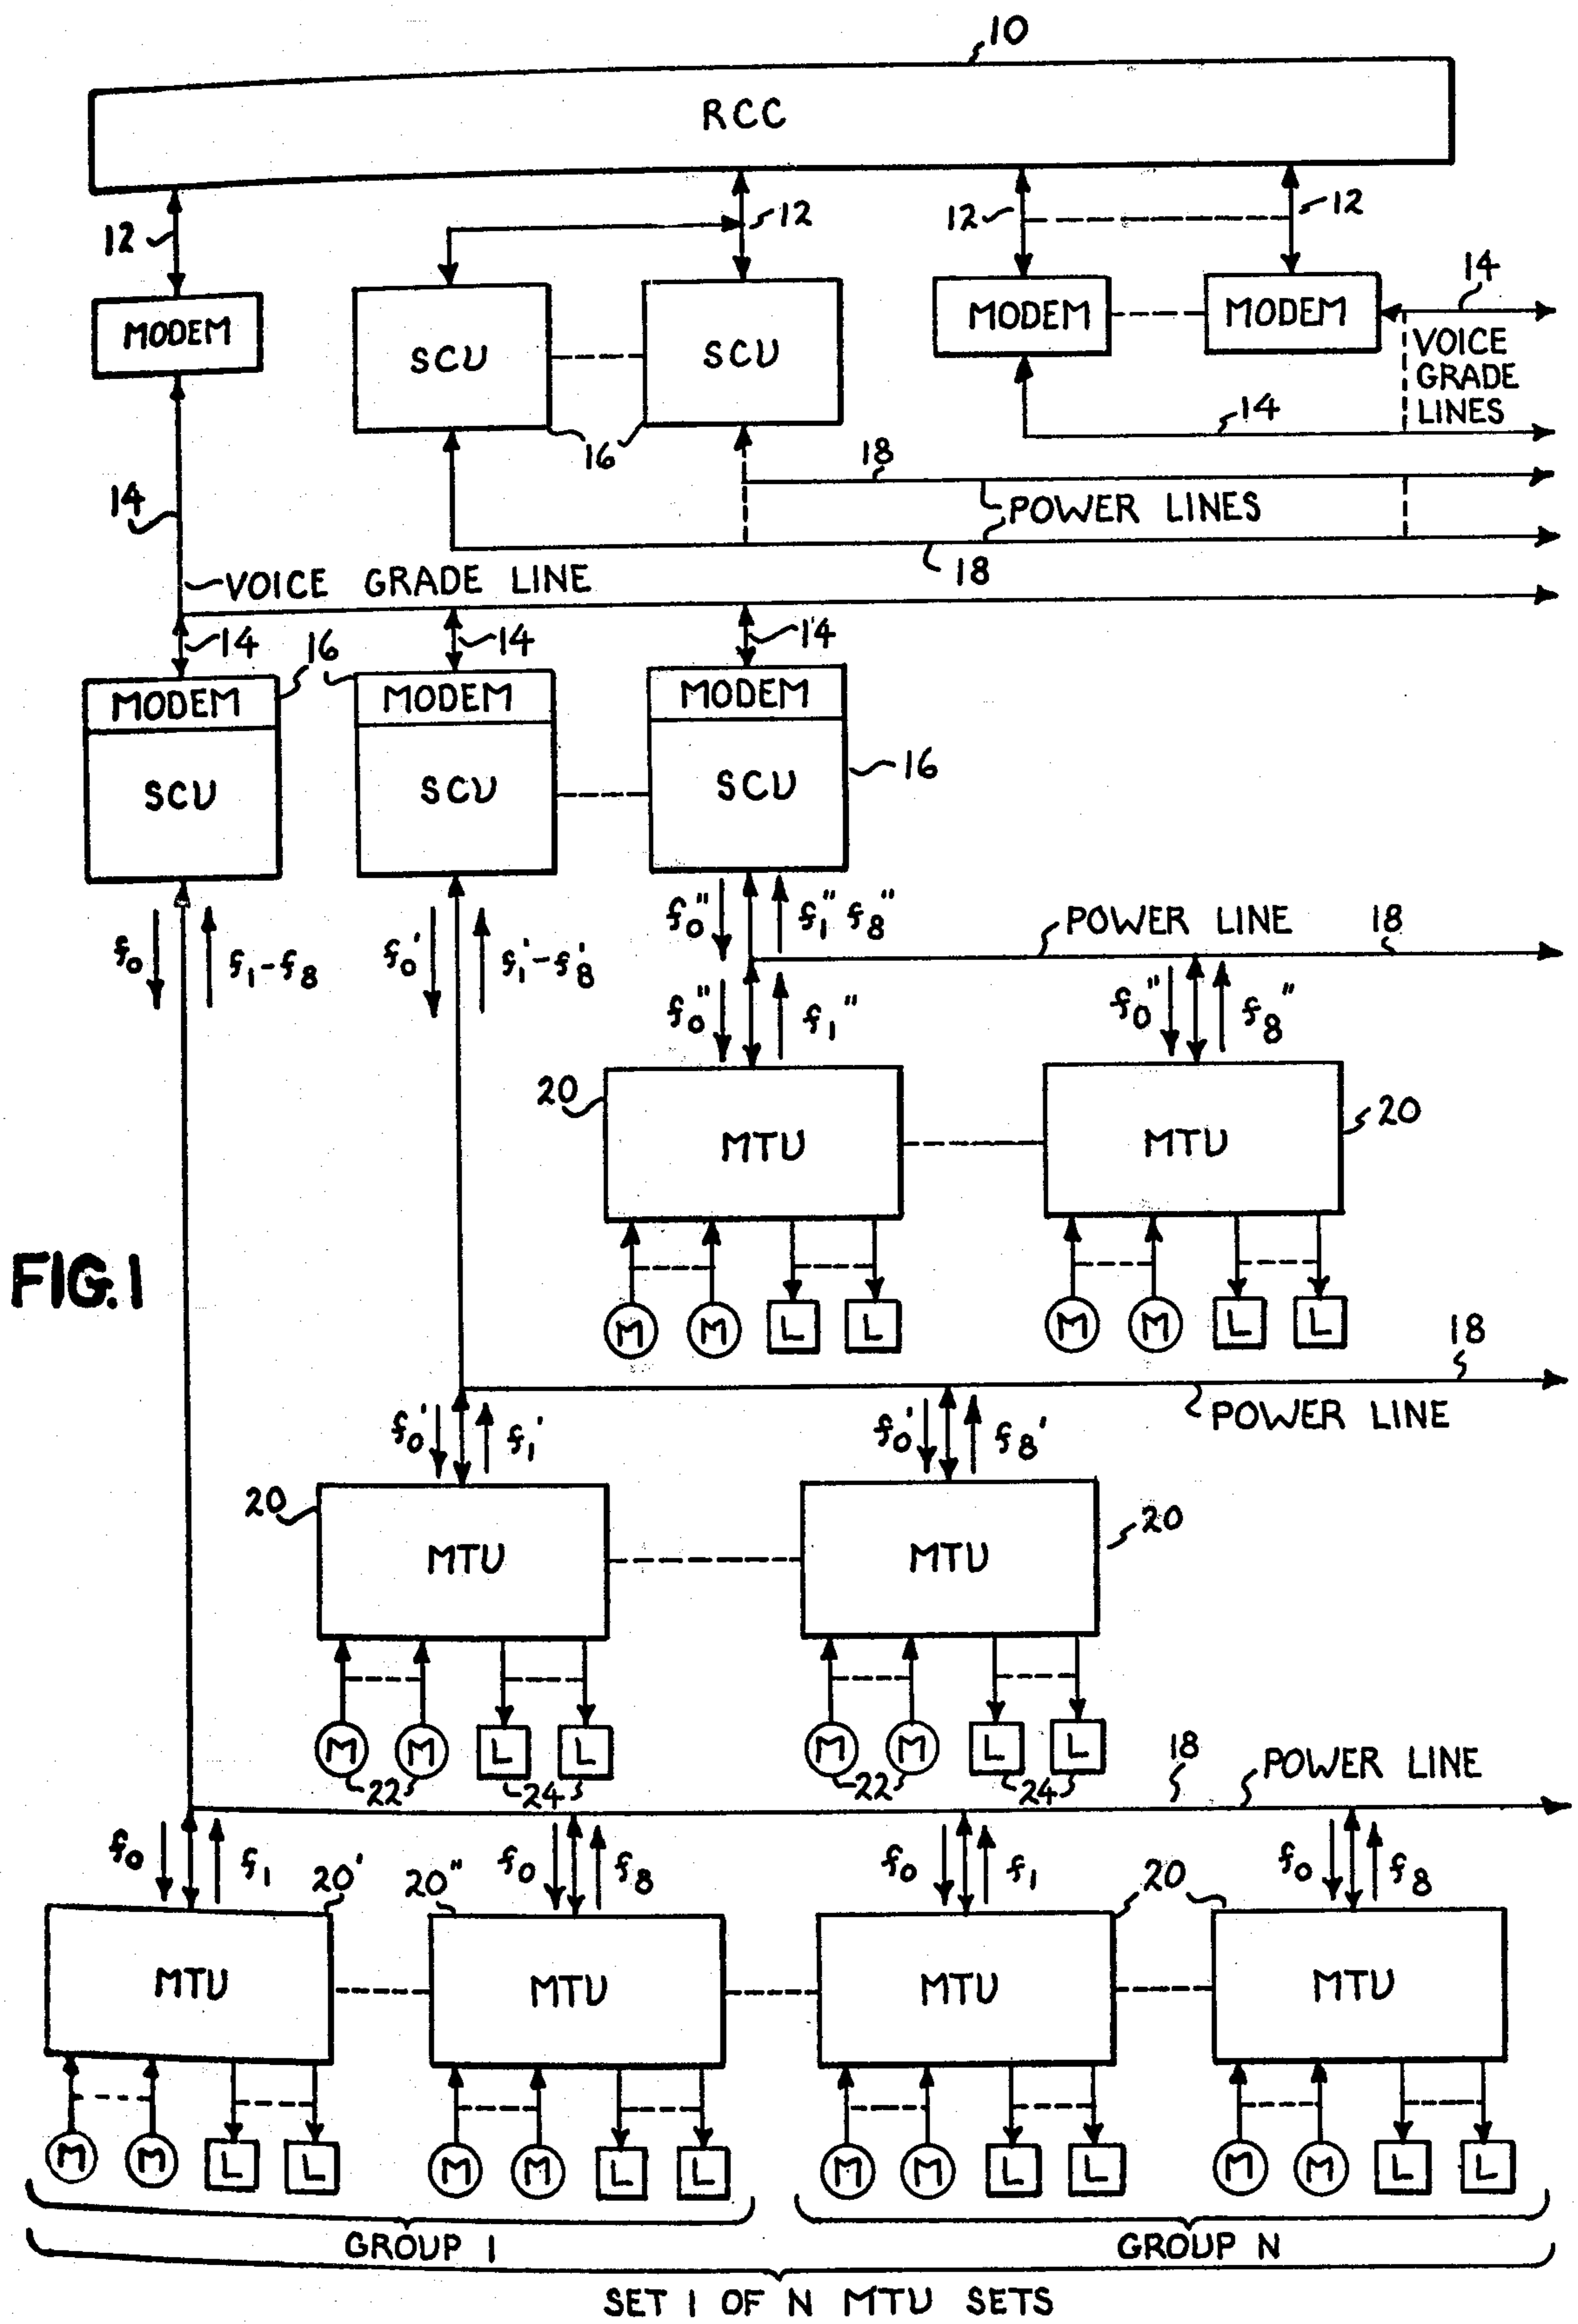 10
RCC
12
12
12
12
MODEM
SCU
SCU
MODEM
MODEM
14
VOICE
GRADE
LINES
14
16
18
14
POWER LINES
18
VOICE GRADE LINE
14
14
14
16
16
MODEM
MODEM
MODEM
SCU
SCU
SCU
16
f0
f1-f8
f0'
f1'-f8'
f0"
f1" f8"
POWER LINE
18
f0"
f1"
f0"
f8"
20
MTU
MTU
20
FIG.1
M
M
L
L
M
M
L
L
18
POWER LINE
f0'
f1'
f0'
f8'
20
MTU
MTU
20
M
M
L
L
M
M
L
L
22
24
22
24
18
POWER LINE
f0
f1
20'
20"
f0
f8
f0
f1
20
f0
f8
MTU
MTU
MTU
MTU
M
M
L
L
M
M
L
L
M
M
L
L
M
M
L
L
GROUP 1
GROUP N
SET 1 OF N MTU SETS